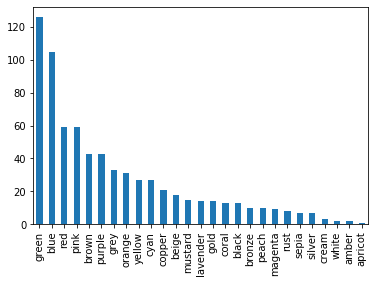 120
100
80
60
40
20
0
green
blue
red
pink
brown
purple
grey
orange
yellow
cyan
copper
beige
mustard
lavender
gold
coral
black
bronze
peach
magenta
rust
sepia
silver
cream
white
amber
apricot